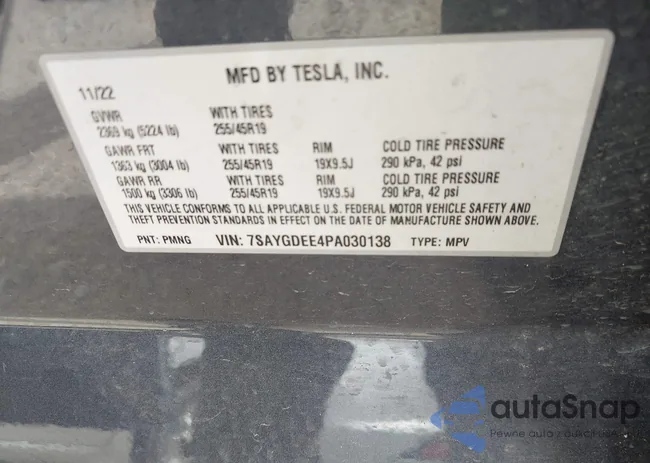 MFD BY TESLA, INC.
11/22
GVWR WITH TIRES
2369 kg (5224 lb) 255/45R19
GAWR FRT WITH TIRES RIM COLD TIRE PRESSURE
1363 kg (3004 lb) 255/45R19 19X9.5J 290 kPa, 42 psi
GAWR RR WITH TIRES RIM COLD TIRE PRESSURE
1500 kg (3306 lb) 255/45R19 19X9.5J 290 kPa, 42 psi
THIS VEHICLE CONFORMS TO ALL APPLICABLE U.S. FEDERAL MOTOR VEHICLE SAFETY AND
THEFT PREVENTION STANDARDS IN EFFECT ON THE DATE OF MANUFACTURE SHOWN ABOVE.
PNT: PMNG VIN: 7SAYGDEE4PA030138 TYPE: MPV
autaSnap
Pewne auto z aukcji